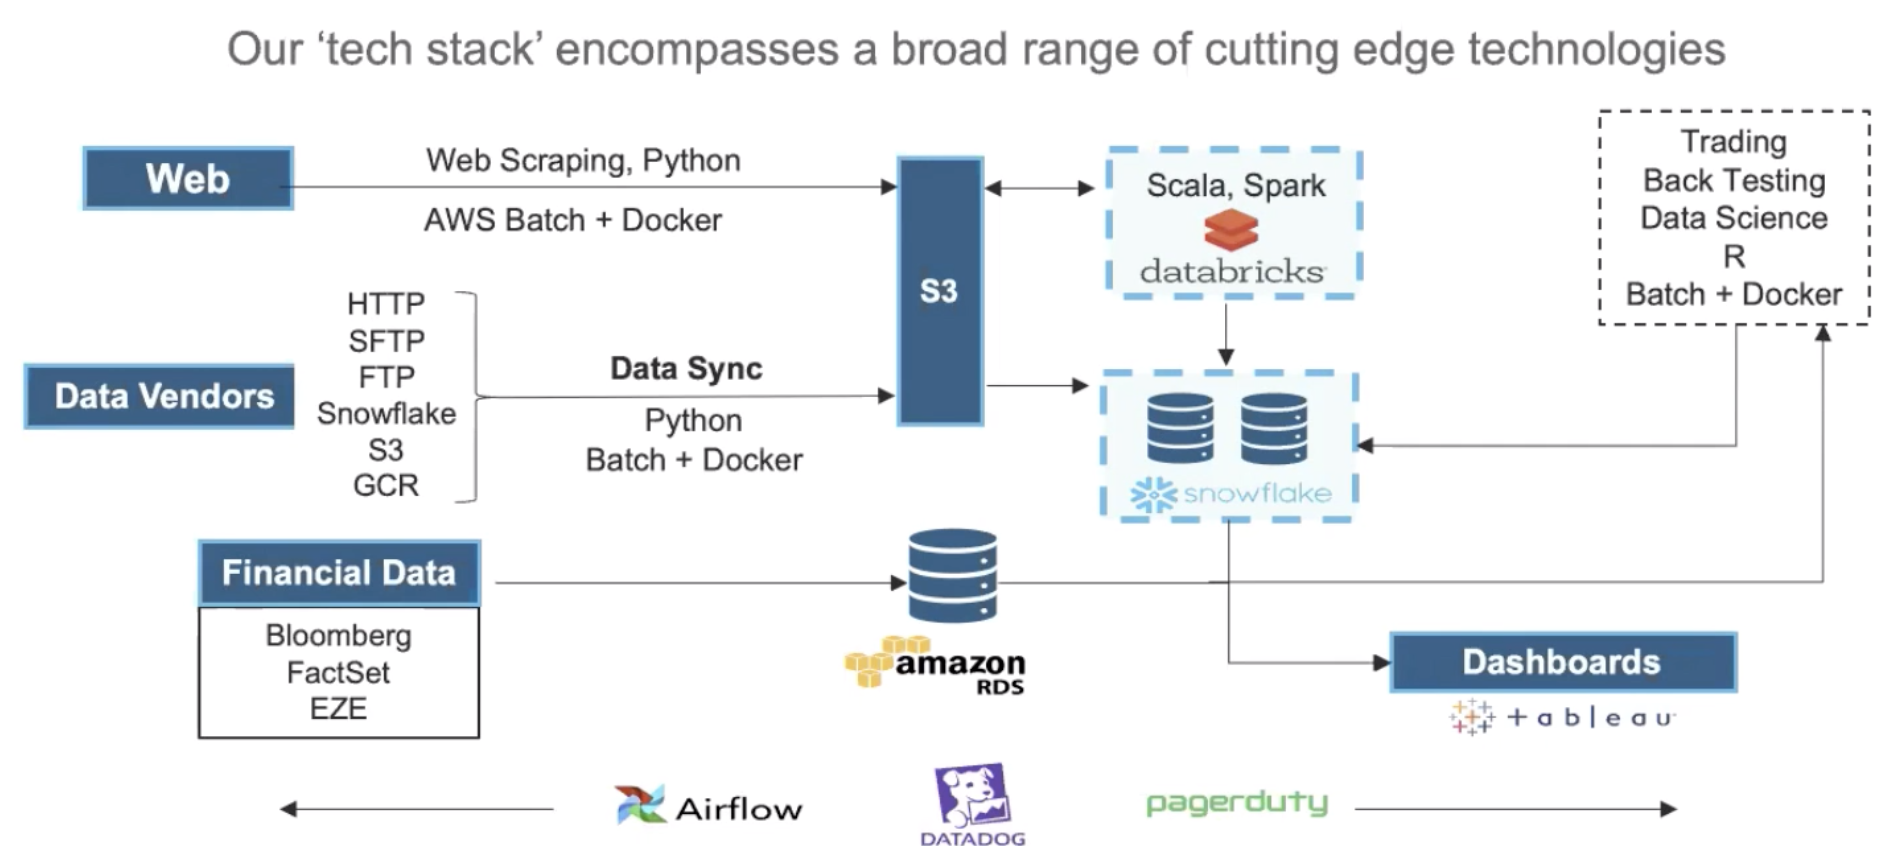 Our ‘tech stack’ encompasses a broad range of cutting edge technologies
Web
Web Scraping, Python
AWS Batch + Docker
Data Vendors
HTTP
SFTP
FTP
Snowflake
S3
GCR
Data Sync
Python
Batch + Docker
S3
Scala, Spark
databricks
snowflake
Trading
Back Testing
Data Science
R
Batch + Docker
Financial Data
Bloomberg
FactSet
EZE
amazon
RDS
Dashboards
+ a b l e a u
Airflow
DATADOG
pagerduty